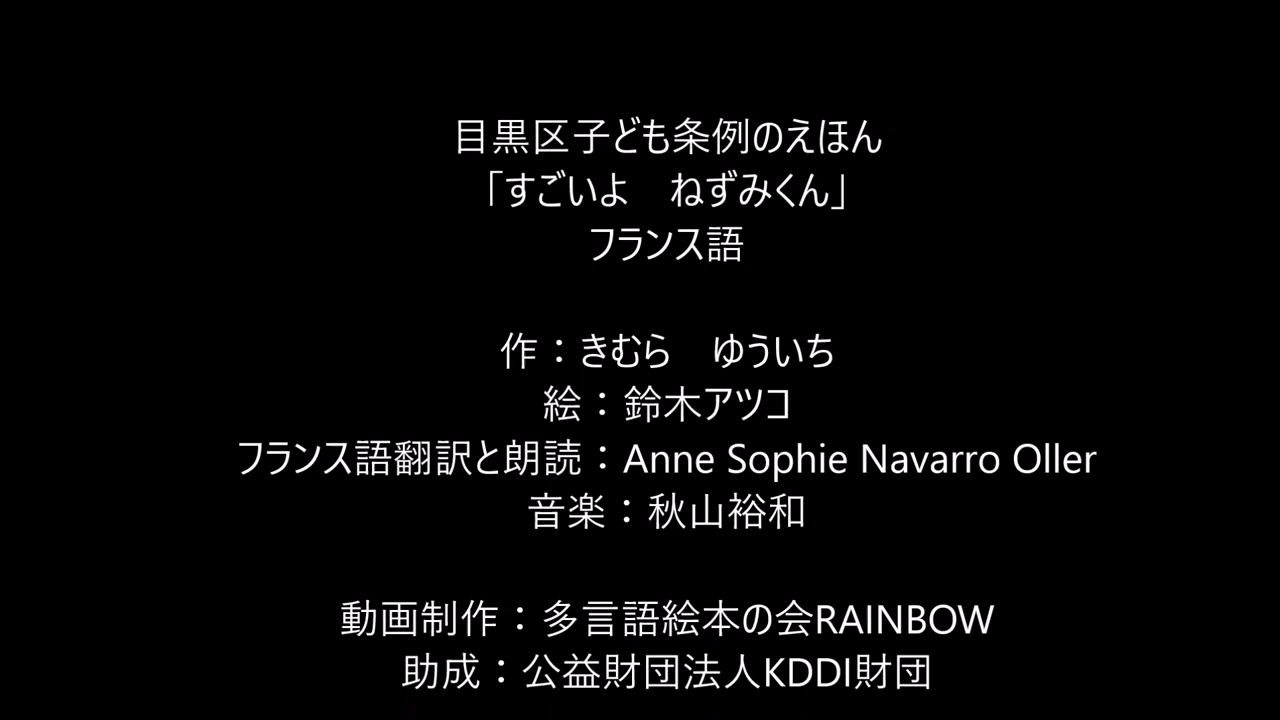 目黒区子ども条例のえほん
「すごいよ　ねずみくん」
フランス語
作：きむら　ゆういち
絵：鈴木アツコ
フランス語翻訳と朗読：Anne Sophie Navarro Oller
音楽：秋山裕和
動画制作：多言語絵本の会RAINBOW
助成：公益財団法人KDDI財団